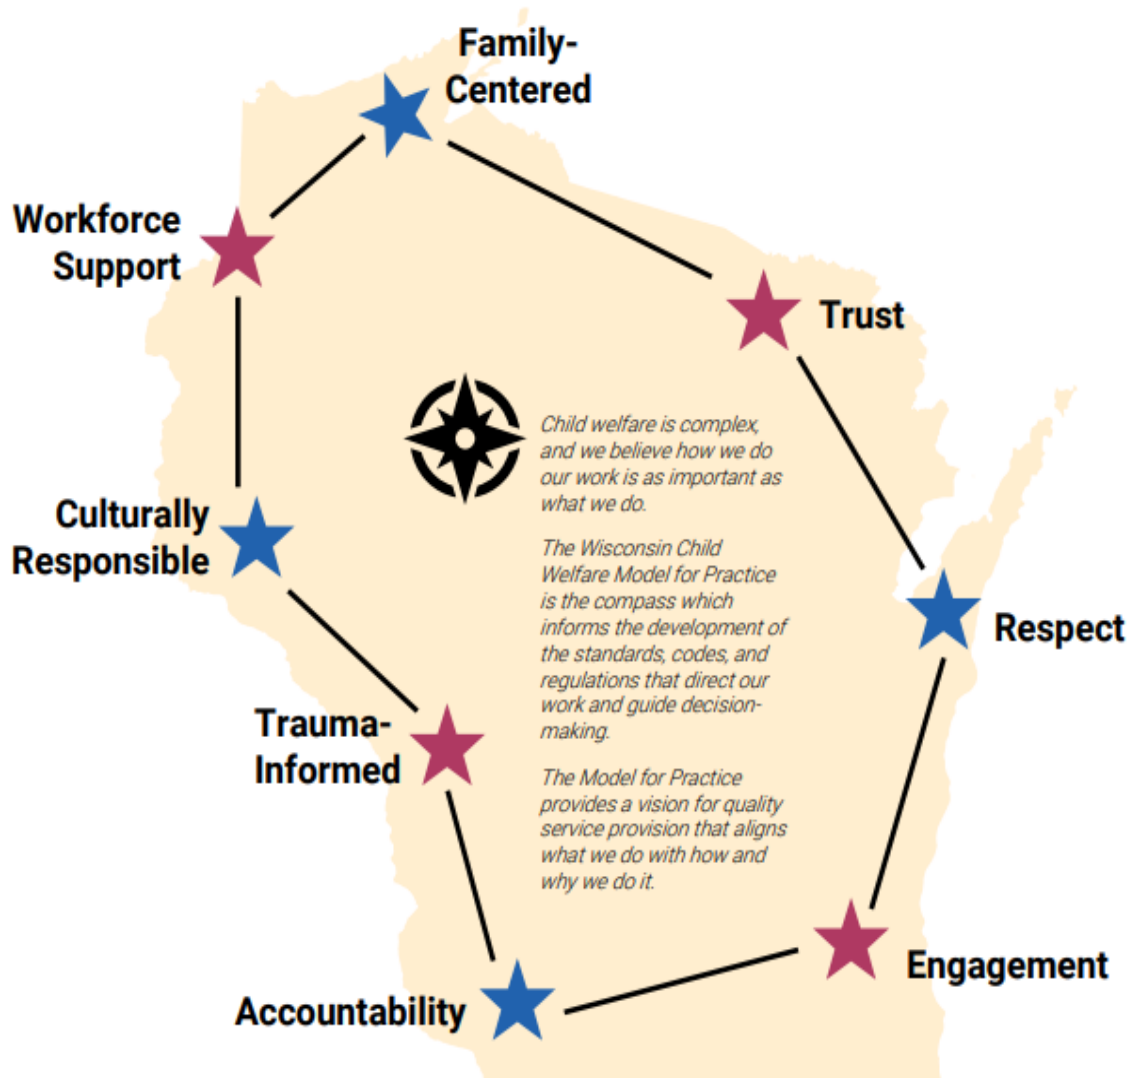 Family-
Centered
Workforce
Support
Trust
Child welfare is complex,
and we believe how we do
our work is as important as
what we do.
Culturally
Responsible
The Wisconsin Child
Welfare Model for Practice
is the compass which
informs the development of
the standards, codes, and
regulations that direct our
work and guide decision-
making.
Respect
Trauma-
Informed
The Model for Practice
provides a vision for quality
service provision that aligns
what we do with how and
why we do it.
Engagement
Accountability